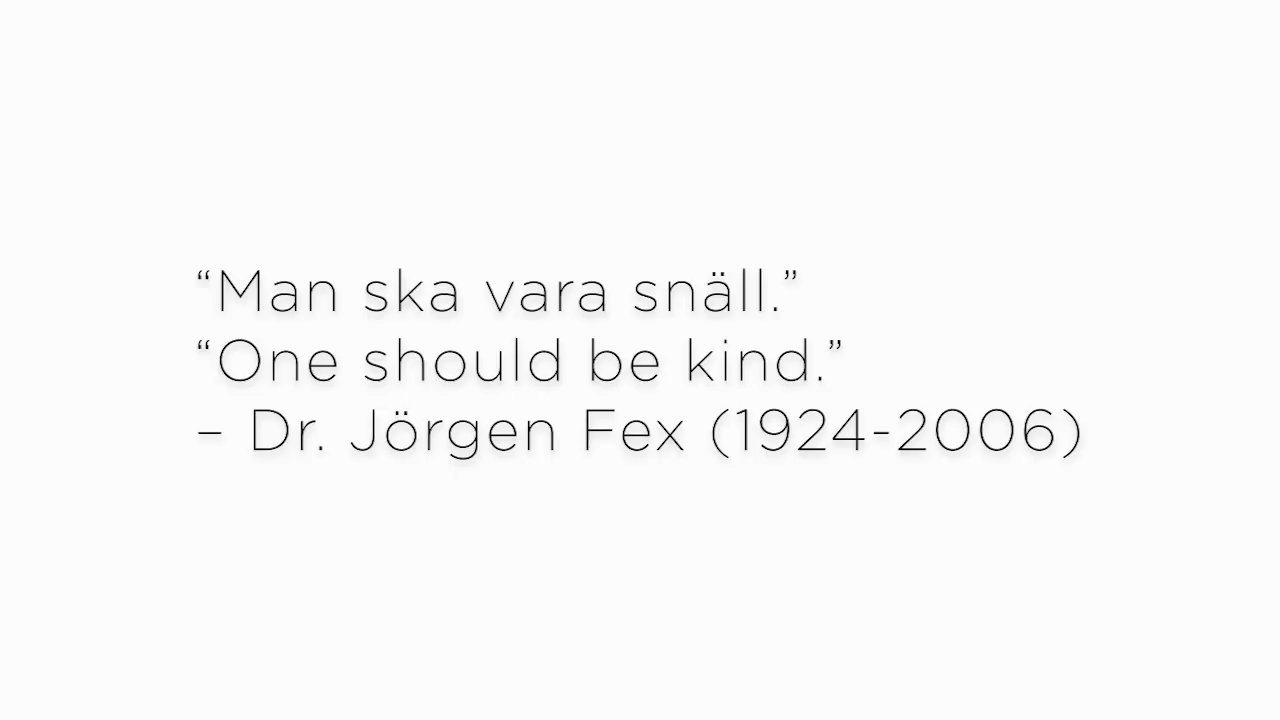 “Man ska vara snäll.”
“One should be kind.”
– Dr. Jörgen Fex (1924-2006)